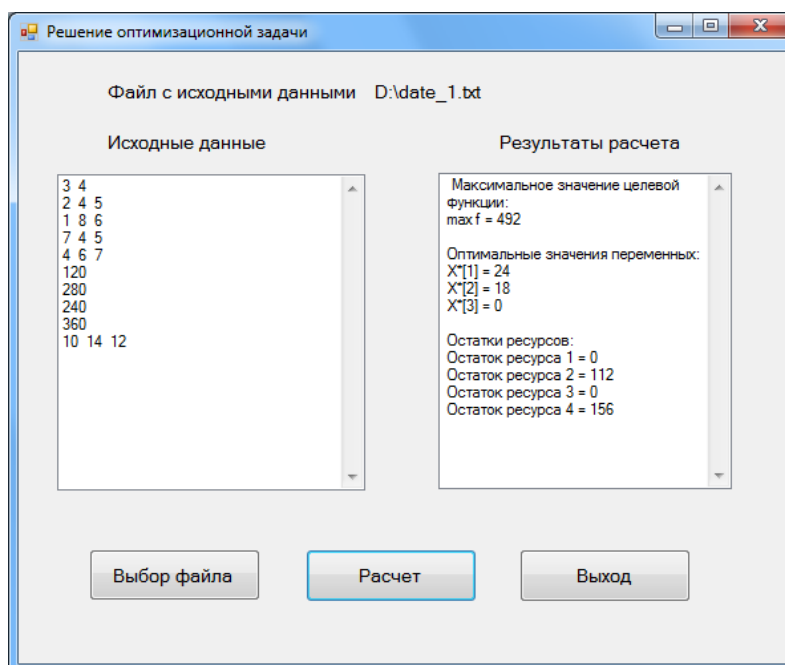 Решение оптимизационной задачи
Файл с исходными данными D:\date_1.txt
Исходные данные
3 4
2 4 5
1 8 6
7 4 5
4 6 7
120
280
240
360
10 14 12
Результаты расчета
Максимальное значение целевой
функции:
max f = 492
Оптимальные значения переменных:
X*[1] = 24
X*[2] = 18
X*[3] = 0
Остатки ресурсов:
Остаток ресурса 1 = 0
Остаток ресурса 2 = 112
Остаток ресурса 3 = 0
Остаток ресурса 4 = 156
Выбор файла
Расчет
Выход